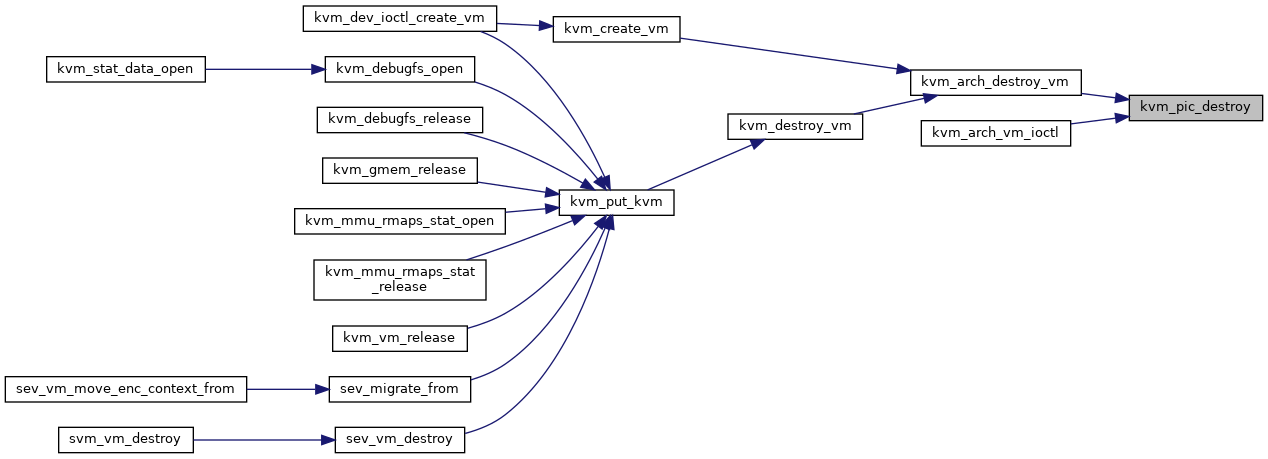 kvm_dev_ioctl_create_vm
kvm_create_vm
kvm_stat_data_open
kvm_debugfs_open
kvm_arch_destroy_vm
kvm_pic_destroy
kvm_debugfs_release
kvm_destroy_vm
kvm_arch_vm_ioctl
kvm_gmem_release
kvm_put_kvm
kvm_mmu_rmaps_stat_open
kvm_mmu_rmaps_stat
_release
kvm_vm_release
sev_vm_move_enc_context_from
sev_migrate_from
svm_vm_destroy
sev_vm_destroy